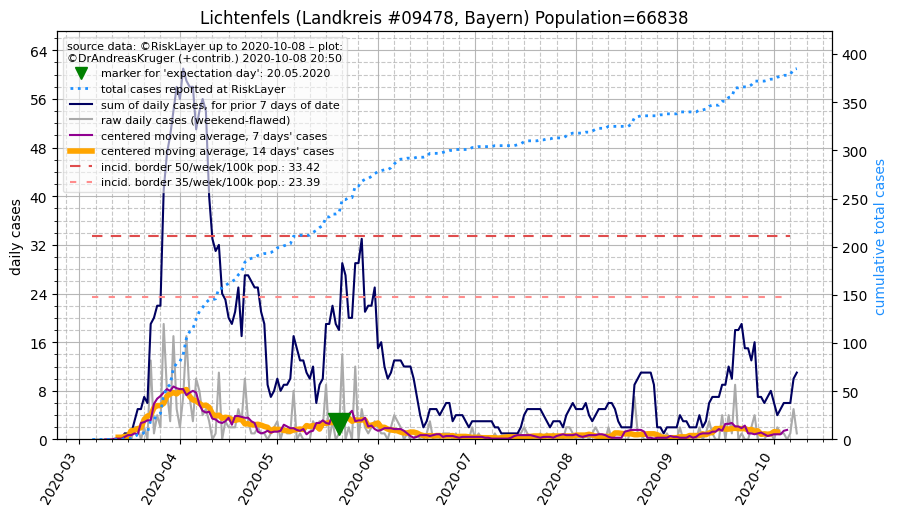 Lichtenfels (Landkreis #09478, Bayern) Population=66838
source data: ©RiskLayer up to 2020-10-08 – plot:
©DrAndreasKruger (+contrib.) 2020-10-08 20:50
marker for 'expectation day': 20.05.2020
total cases reported at RiskLayer
sum of daily cases, for prior 7 days of date
raw daily cases (weekend-flawed)
centered moving average, 7 days' cases
centered moving average, 14 days' cases
incid. border 50/week/100k pop.: 33.42
incid. border 35/week/100k pop.: 23.39
daily cases
64
56
48
40
32
24
16
8
0
cumulative total cases
400
350
300
250
200
150
100
50
0
2020-03
2020-04
2020-05
2020-06
2020-07
2020-08
2020-09
2020-10